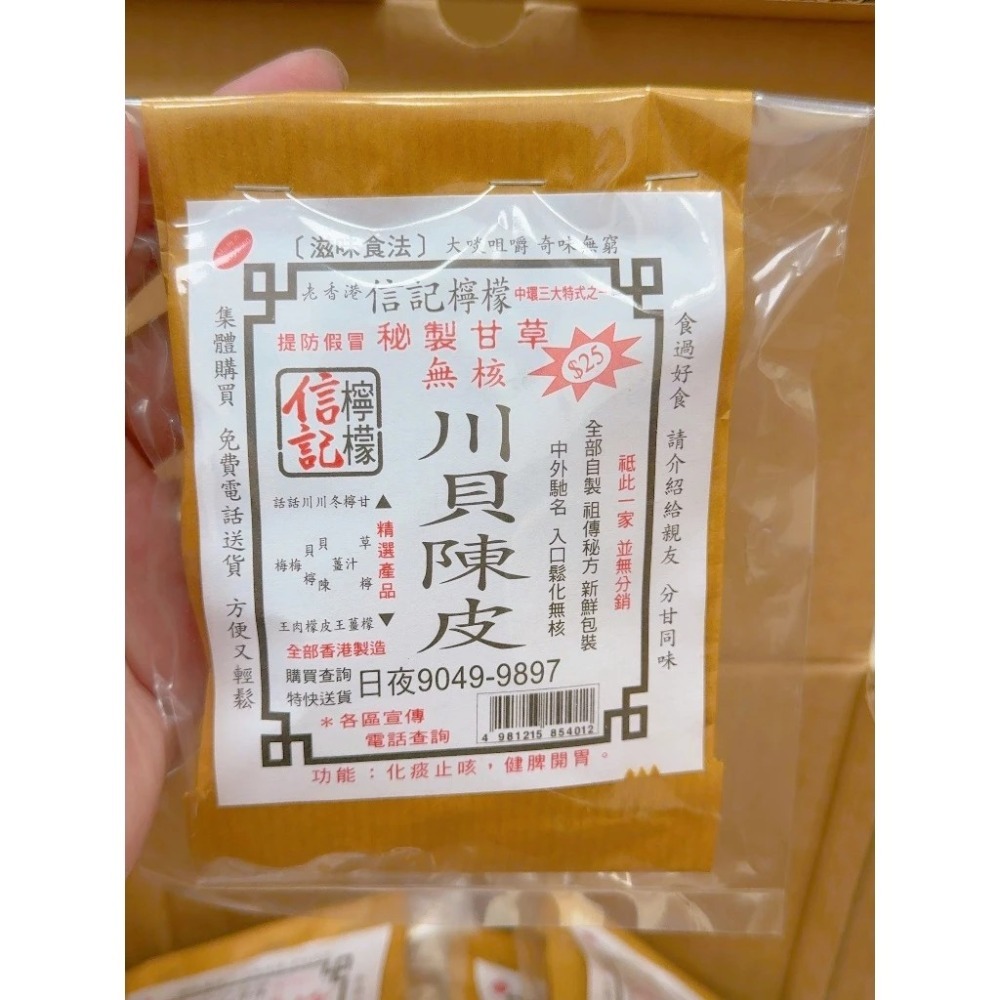 〔滋味食法〕 大啖咀嚼 奇味無窮
老香港 信記檸檬 中環三大特式之一
提防假冒 秘製甘草
無核
$25
川貝陳皮
信記
檸檬
集體購買 免費電話送貨 方便又輕鬆
食過好食 請介紹給親友 分甘同味
祗此一家 並無分銷
全部自製 祖傳秘方 新鮮包裝
中外馳名 入口鬆化無核
▲精選產品▼
甘草檸檬
檸汁薑
冬薑王
川貝陳皮
川貝檸檬
話梅肉
話梅王
全部香港製造
購買查詢
特快送貨
日夜9049-9897
*各區宣傳
電話查詢
4 981215 854012
功能：化痰止咳，健脾開胃。